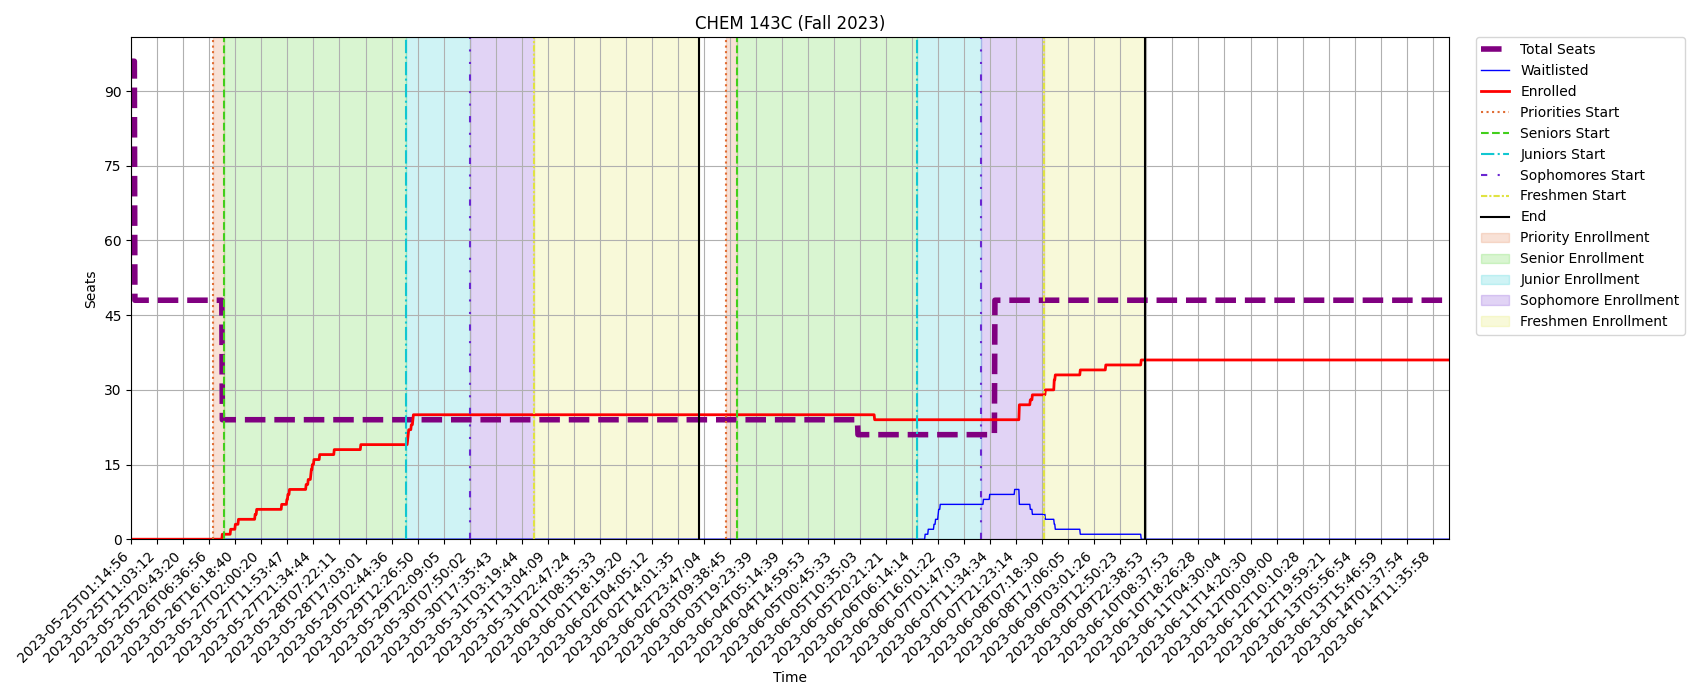 CHEM 143C (Fall 2023)
Seats
90
75
60
45
30
15
0
2023-05-25T01:14:56
2023-05-25T11:03:12
2023-05-25T20:43:20
2023-05-26T06:36:56
2023-05-26T16:18:40
2023-05-27T02:00:20
2023-05-27T11:53:47
2023-05-27T21:34:44
2023-05-28T07:22:11
2023-05-28T17:03:01
2023-05-29T02:44:36
2023-05-29T12:26:50
2023-05-29T22:09:05
2023-05-30T07:50:02
2023-05-30T17:35:43
2023-05-31T03:19:44
2023-05-31T13:04:09
2023-05-31T22:47:24
2023-06-01T08:35:33
2023-06-01T18:19:20
2023-06-02T04:05:12
2023-06-02T14:01:35
2023-06-02T23:47:04
2023-06-03T09:38:45
2023-06-03T19:23:39
2023-06-04T05:14:39
2023-06-04T14:59:53
2023-06-05T00:45:33
2023-06-05T10:35:03
2023-06-05T20:21:21
2023-06-06T06:14:14
2023-06-06T16:01:22
2023-06-07T01:47:03
2023-06-07T11:34:34
2023-06-07T21:23:14
2023-06-08T07:18:30
2023-06-08T17:06:05
2023-06-09T03:01:26
2023-06-09T12:50:23
2023-06-09T22:38:53
2023-06-10T08:37:53
2023-06-10T18:26:28
2023-06-11T04:30:04
2023-06-11T14:20:30
2023-06-12T00:09:00
2023-06-12T10:10:28
2023-06-12T19:59:21
2023-06-13T05:56:54
2023-06-13T15:46:59
2023-06-14T01:37:54
2023-06-14T11:35:58
Time
Total Seats
Waitlisted
Enrolled
Priorities Start
Seniors Start
Juniors Start
Sophomores Start
Freshmen Start
End
Priority Enrollment
Senior Enrollment
Junior Enrollment
Sophomore Enrollment
Freshmen Enrollment